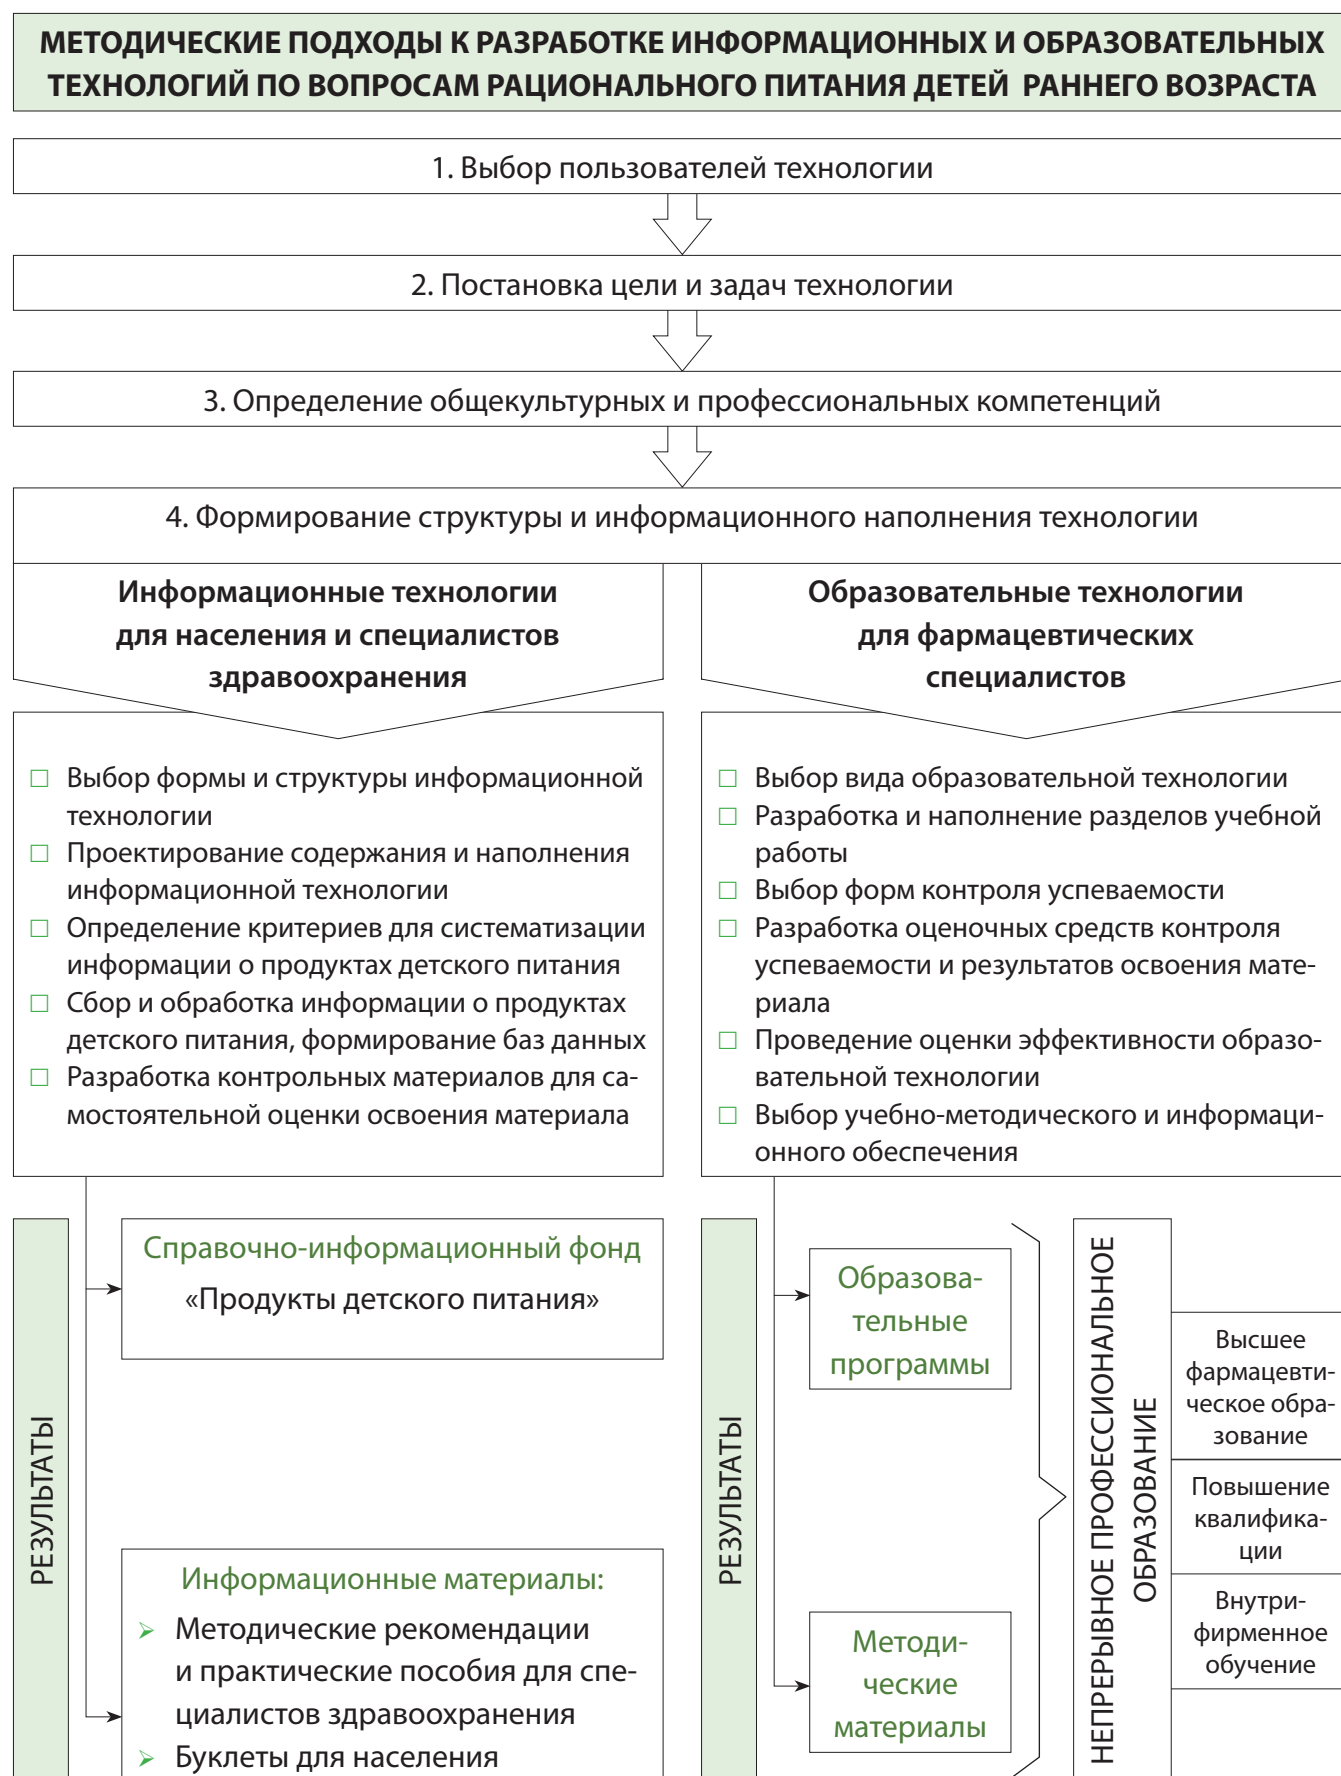 МЕТОДИЧЕСКИЕ ПОДХОДЫ К РАЗРАБОТКЕ ИНФОРМАЦИОННЫХ И ОБРАЗОВАТЕЛЬНЫХ
ТЕХНОЛОГИЙ ПО ВОПРОСАМ РАЦИОНАЛЬНОГО ПИТАНИЯ ДЕТЕЙ РАННЕГО ВОЗРАСТА
1. Выбор пользователей технологии
2. Постановка цели и задач технологии
3. Определение общекультурных и профессиональных компетенций
4. Формирование структуры и информационного наполнения технологии
Информационные технологии
для населения и специалистов
здравоохранения
Выбор формы и структуры информационной
технологии
Проектирование содержания и наполнения
информационной технологии
Определение критериев для систематизации
информации о продуктах детского питания
Сбор и обработка информации о продуктах
детского питания, формирование баз данных
Разработка контрольных материалов для са-
мостоятельной оценки освоения материала
РЕЗУЛЬТАТЫ
Справочно-информационный фонд
«Продукты детского питания»
Информационные материалы:
Методические рекомендации
и практические пособия для спе-
циалистов здравоохранения
Буклеты для населения
Образовательные технологии
для фармацевтических
специалистов
Выбор вида образовательной технологии
Разработка и наполнение разделов учебной
работы
Выбор форм контроля успеваемости
Разработка оценочных средств контроля
успеваемости и результатов освоения мате-
риала
Проведение оценки эффективности образо-
вательной технологии
Выбор учебно-методического и информаци-
онного обеспечения
РЕЗУЛЬТАТЫ
Образова-
тельные
программы
Методи-
ческие
материалы
НЕПРЕРЫВНОЕ ПРОФЕССИОНАЛЬНОЕ
ОБРАЗОВАНИЕ
Высшее
фармацевти-
ческое обра-
зование
Повышение
квалифика-
ции
Внутри-
фирменное
обучение